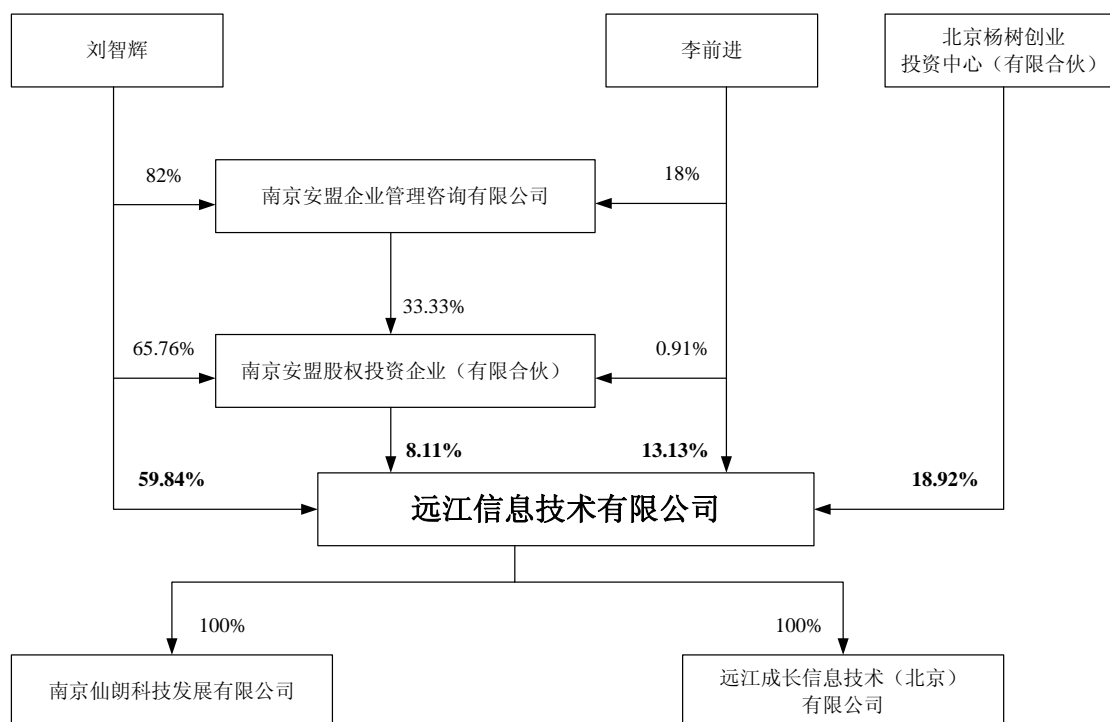 刘智辉
李前进
北京杨树创业
投资中心（有限合伙）
82%
18%
南京安盟企业管理咨询有限公司
33.33%
65.76%
0.91%
南京安盟股权投资企业（有限合伙）
8.11%
13.13%
59.84%
18.92%
远江信息技术有限公司
100%
100%
南京仙朗科技发展有限公司
远江成长信息技术（北京）
有限公司